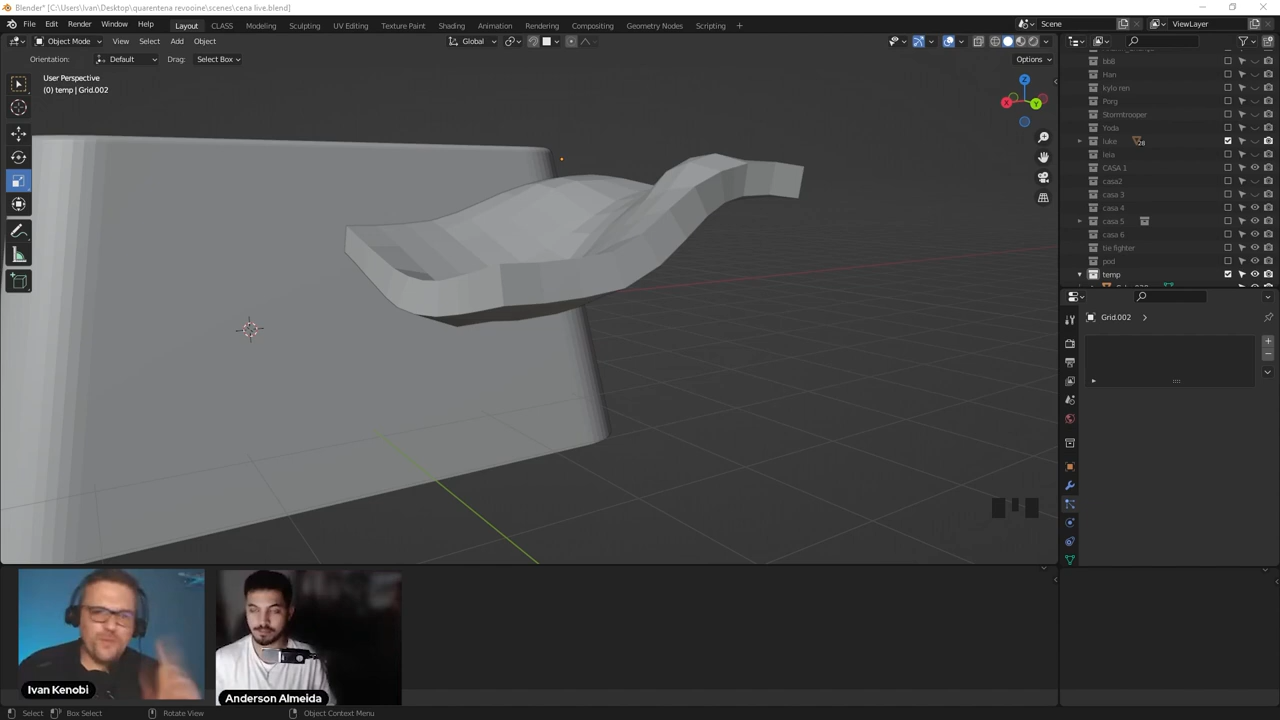 Blender* [C:\Users\Ivan\Desktop\quarentena revooine\scenes\cena live.blend]
File Edit Render Window Help Layout CLASS Modeling Sculpting UV Editing Texture Paint Shading Animation Rendering Compositing Geometry Nodes Scripting + Scene ViewLayer
Object Mode View Select Add Object Global
Orientation: Default Drag: Select Box Options
User Perspective
(0) temp | Grid.002
X Y Z
bb8
Han
kylo ren
Porg
Stormtrooper
Yoda
luke 28
leia
CASA 1
casa2
casa 3
casa 4
casa 5
casa 6
tie fighter
pod
temp
Grid.002
Ivan Kenobi
Anderson Almeida
Select Box Select Rotate View Object Context Menu